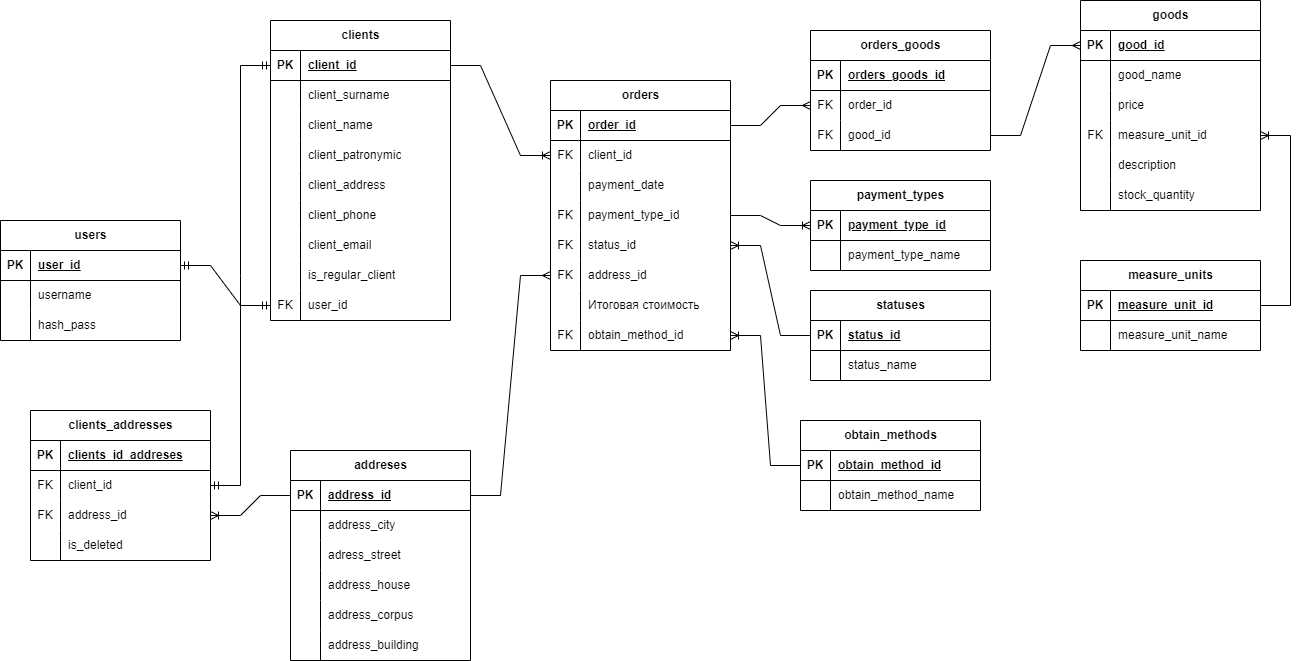 clients
PK client_id
client_surname
client_name
client_patronymic
client_address
client_phone
client_email
is_regular_client
FK user_id
users
PK user_id
username
hash_pass
clients_addresses
PK clients_id_addreses
FK client_id
FK address_id
is_deleted
addreses
PK address_id
address_city
adress_street
address_house
address_corpus
address_building
orders
PK order_id
FK client_id
payment_date
FK payment_type_id
FK status_id
FK address_id
Итоговая стоимость
FK obtain_method_id
orders_goods
PK orders_goods_id
FK order_id
FK good_id
payment_types
PK payment_type_id
payment_type_name
statuses
PK status_id
status_name
obtain_methods
PK obtain_method_id
obtain_method_name
goods
PK good_id
good_name
price
FK measure_unit_id
description
stock_quantity
measure_units
PK measure_unit_id
measure_unit_name